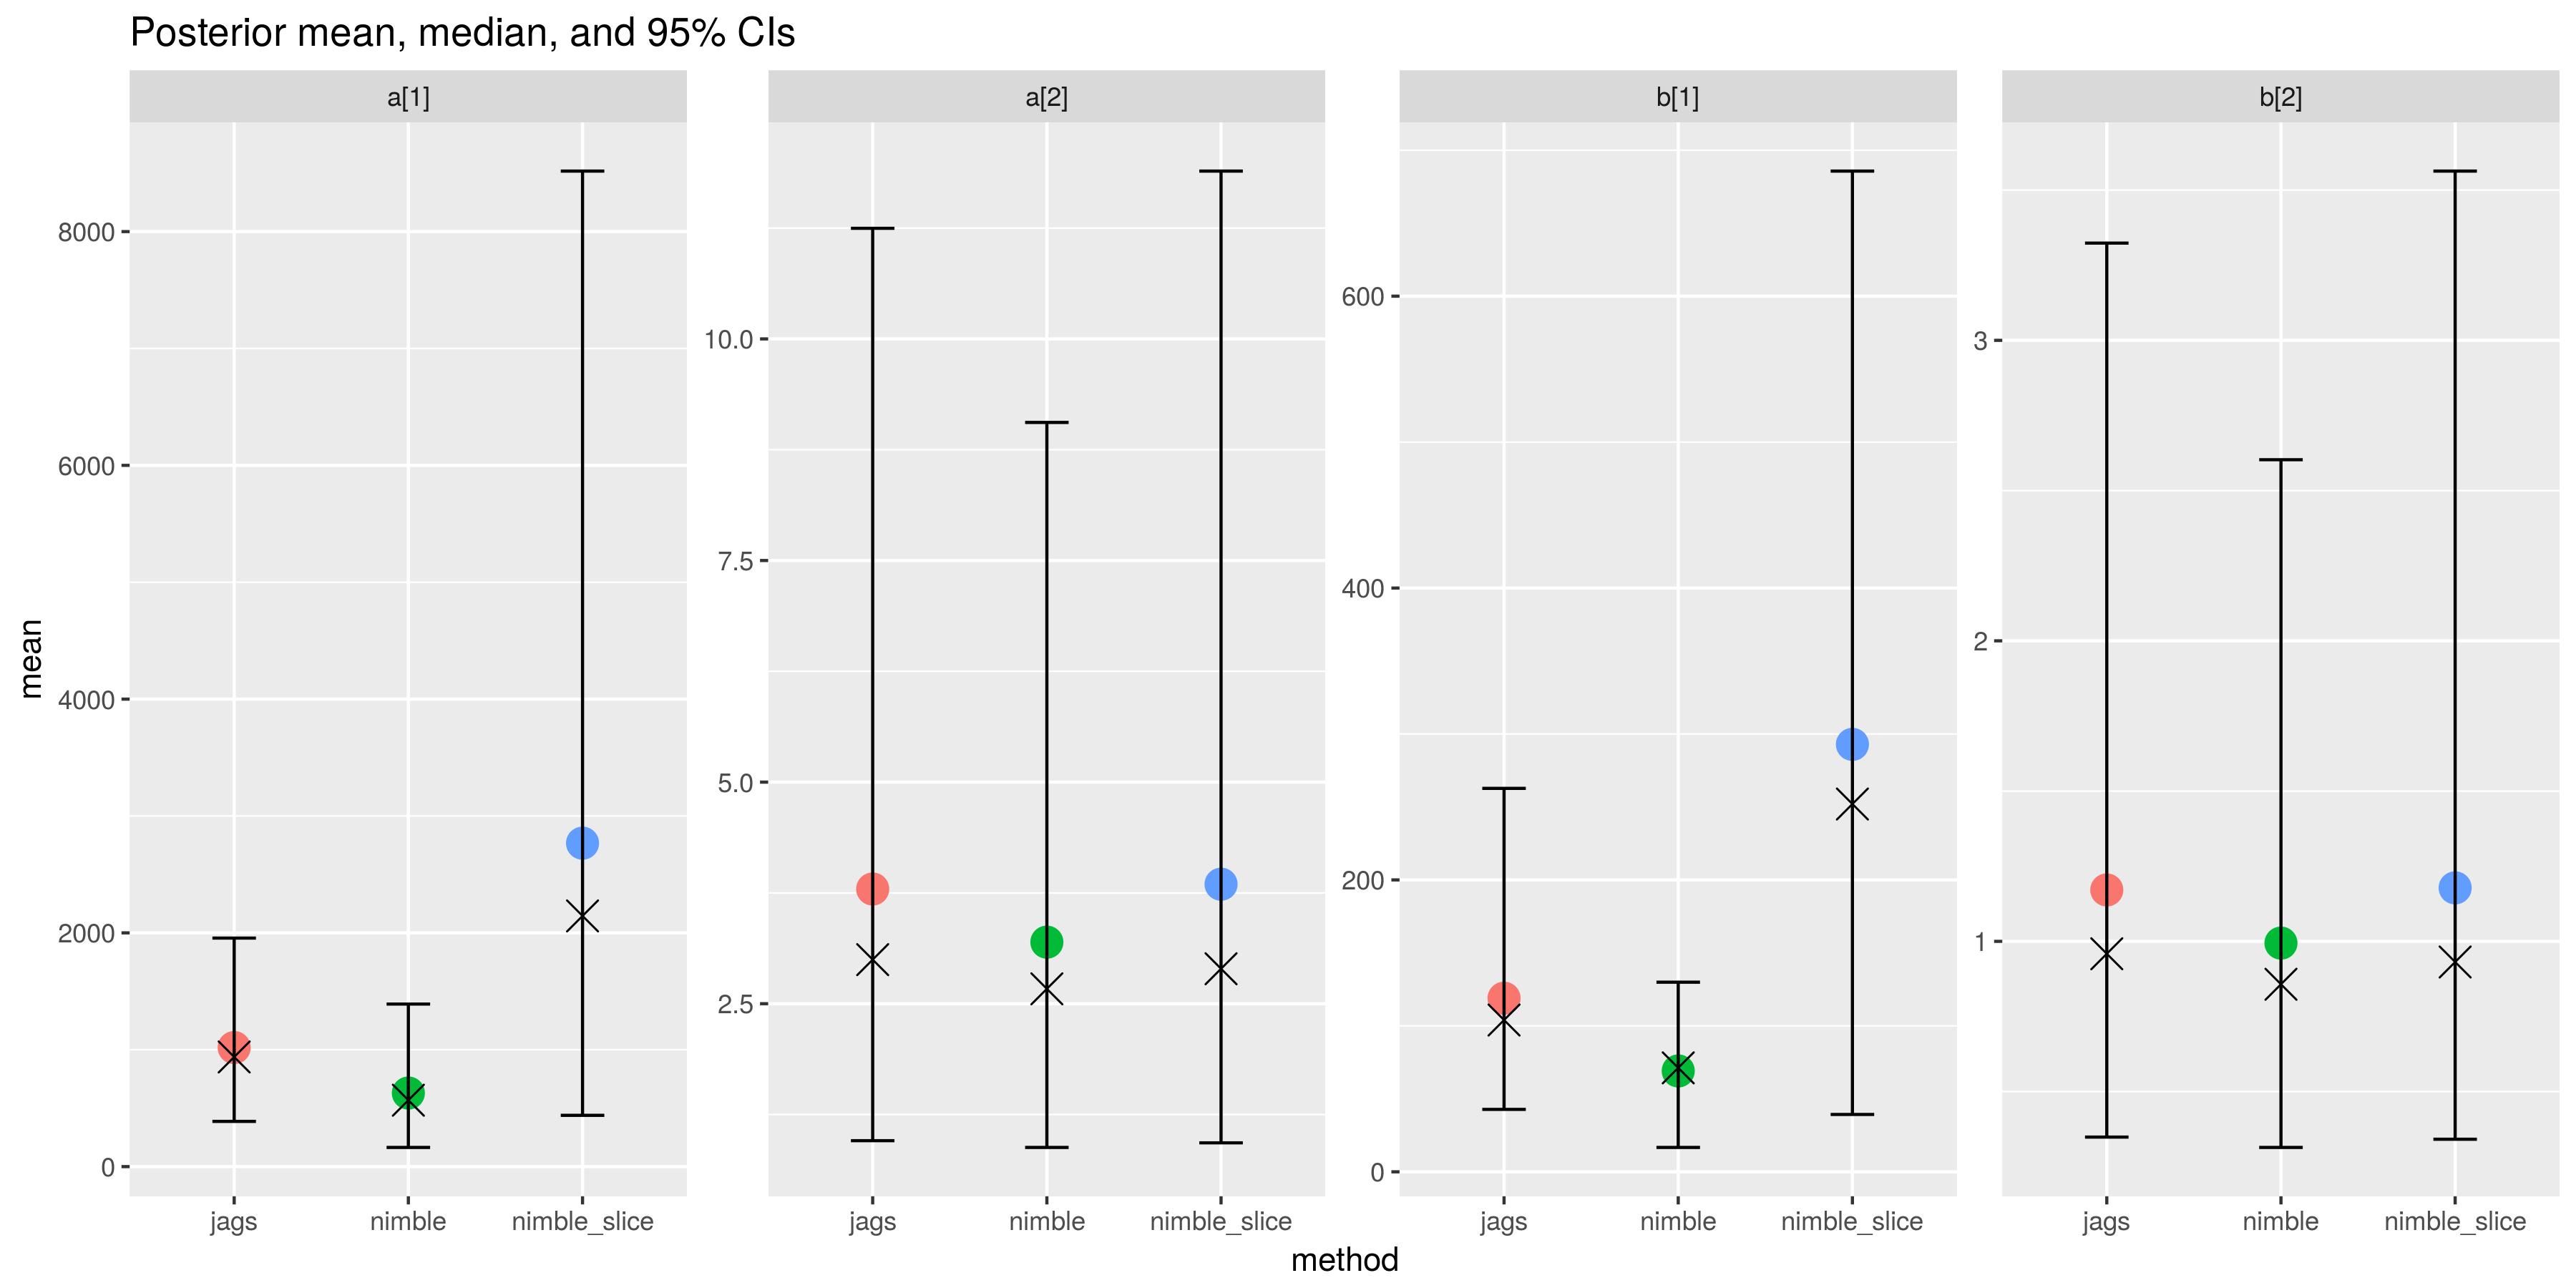 Posterior mean, median, and 95% CIs
a[1]
a[2]
b[1]
b[2]
mean
8000
6000
4000
2000
0
10.0
7.5
5.0
2.5
600
400
200
0
3
2
1
jags nimble nimble_slice
jags nimble nimble_slice
jags nimble nimble_slice
jags nimble nimble_slice
method